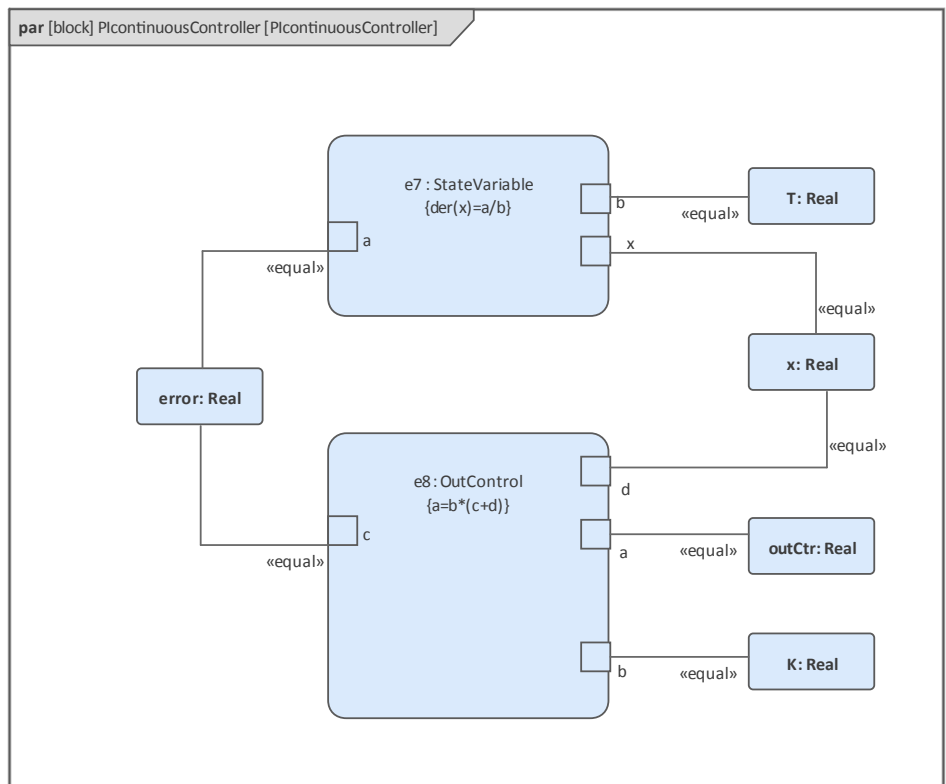 par [block] PIcontinuousController [PIcontinuousController]
e7 : StateVariable
{der(x)=a/b}
b
«equal»
T: Real
a
«equal»
x
«equal»
x: Real
error: Real
«equal»
e8 : OutControl
{a=b*(c+d)}
d
c
«equal»
a
«equal»
outCtr: Real
b
«equal»
K: Real